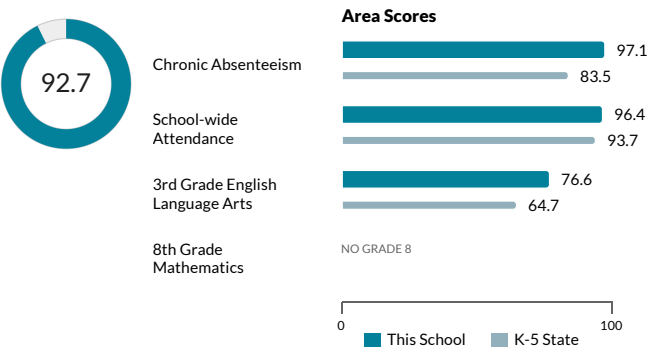 Area Scores
92.7
Chronic Absenteeism
97.1
83.5
School-wide
Attendance
96.4
93.7
3rd Grade English
Language Arts
76.6
64.7
8th Grade
Mathematics
NO GRADE 8
0
100
This School
K-5 State